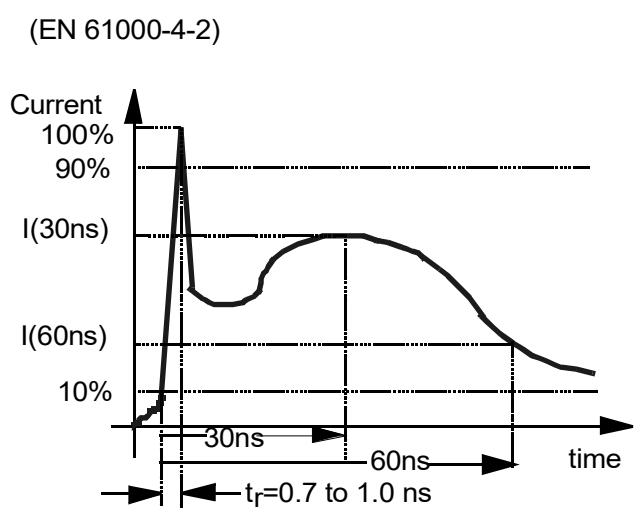 (EN 61000-4-2)
Current
100%
90%
I(30ns)
I(60ns)
10%
30ns
60ns
time
tr=0.7 to 1.0 ns